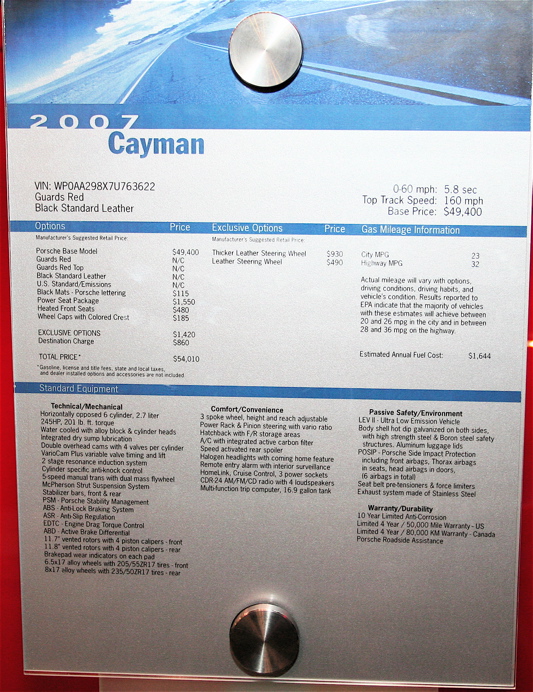 2007
Cayman
VIN: WP0AA298X7U763622
Guards Red
Black Standard Leather
0-60 mph: 5.8 sec
Top Track Speed: 160 mph
Base Price: $49,400
Options Price
Manufacturer's Suggested Retail Price:
Porsche Base Model $49,400
Guards Red N/C
Guards Red Top N/C
Black Standard Leather N/C
U.S. Standard/Emissions N/C
Black Mats - Porsche lettering $115
Power Seat Package $1,550
Heated Front Seats $480
Wheel Caps with Colored Crest $185
EXCLUSIVE OPTIONS $1,420
Destination Charge $860
TOTAL PRICE* $54,010
*Gasoline, license and title fees, state and local taxes,
and dealer installed options and accessories are not included.
Exclusive Options Price
Manufacturer's Suggested Retail Price:
Thicker Leather Steering Wheel $930
Leather Steering Wheel $490
Gas Mileage Information
City MPG 23
Highway MPG 32
Actual mileage will vary with options,
driving conditions, driving habits, and
vehicle's condition. Results reported to
EPA indicate that the majority of vehicles
with these estimates will achieve between
20 and 26 mpg in the city and in between
28 and 36 mpg on the highway.
Estimated Annual Fuel Cost: $1,644
Standard Equipment
Technical/Mechanical
Horizontally opposed 6 cylinder, 2.7 liter
245HP, 201 lb. ft. torque
Water cooled with alloy block & cylinder heads
Integrated dry sump lubrication
Double overhead cams with 4 valves per cylinder
VarioCam Plus variable valve timing and lift
2 stage resonance induction system
Cylinder specific anti-knock control
5-speed manual trans with dual mass flywheel
McPherson Strut Suspension System
Stabilizer bars, front & rear
PSM - Porsche Stability Management
ABS - Anti-Lock Braking System
ASR - Anti-Slip Regulation
EDTC - Engine Drag Torque Control
ABD - Active Brake Differential
11.7" vented rotors with 4 piston calipers - front
11.8" vented rotors with 4 piston calipers - rear
Brakepad wear indicators on each pad
6.5x17 alloy wheels with 205/55ZR17 tires - front
8x17 alloy wheels with 235/50ZR17 tires - rear
Comfort/Convenience
3 spoke wheel, height and reach adjustable
Power Rack & Pinion steering with vario ratio
Hatchback with F/R storage areas
A/C with integrated active carbon filter
Speed activated rear spoiler
Halogen headlights with coming home feature
Remote entry alarm with interior surveillance
HomeLink, Cruise Control, 3 power sockets
CDR-24 AM/FM/CD radio with 4 loudspeakers
Multi-function trip computer, 16.9 gallon tank
Passive Safety/Environment
LEV II - Ultra Low Emission Vehicle
Body shell hot dip galvanized on both sides,
with high strength steel & Boron steel safety
structures, Aluminum luggage lids
POSIP - Porsche Side Impact Protection
including front airbags, Thorax airbags
in seats, head airbags in doors,
(6 airbags in total)
Seat belt pre-tensioners & force limiters
Exhaust system made of Stainless Steel
Warranty/Durability
10 Year Limited Anti-Corrosion
Limited 4 Year / 50,000 Mile Warranty - US
Limited 4 Year / 80,000 KM Warranty - Canada
Porsche Roadside Assistance